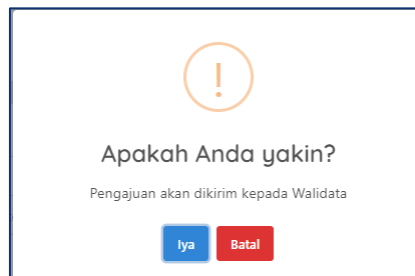 !
Apakah Anda yakin?
Pengajuan akan dikirim kepada Walidata
Iya
Batal